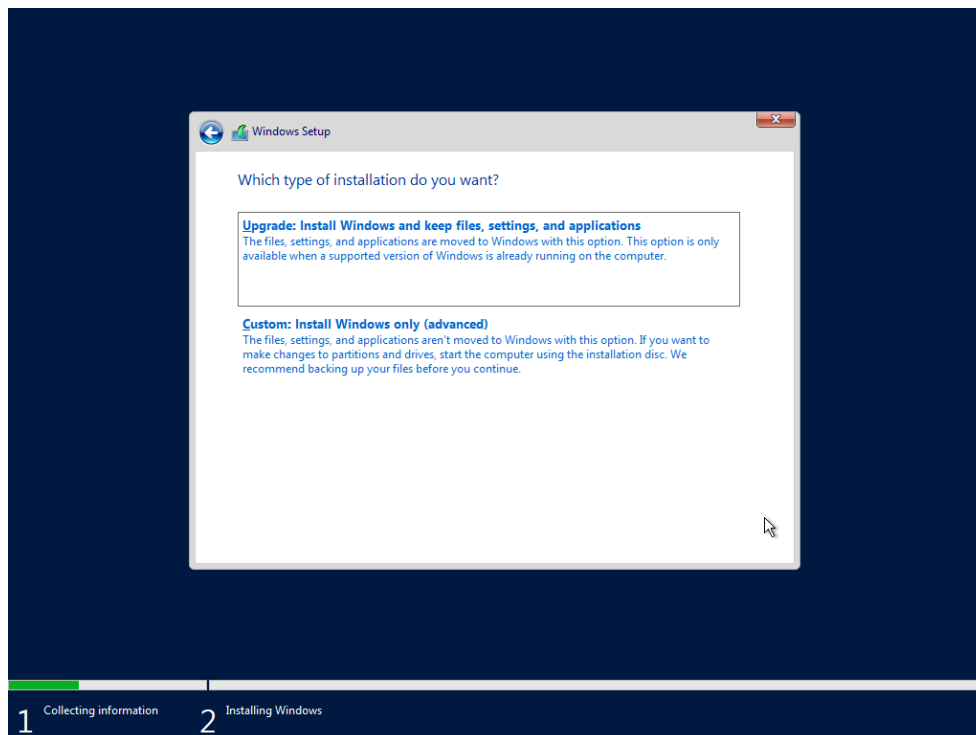 Windows Setup
Which type of installation do you want?
Upgrade: Install Windows and keep files, settings, and applications
The files, settings, and applications are moved to Windows with this option. This option is only
available when a supported version of Windows is already running on the computer.
Custom: Install Windows only (advanced)
The files, settings, and applications aren't moved to Windows with this option. If you want to
make changes to partitions and drives, start the computer using the installation disc. We
recommend backing up your files before you continue.
1 Collecting information 2 Installing Windows